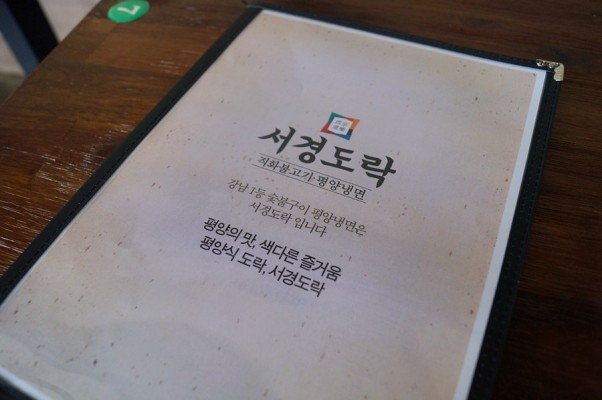 7
서경도락
직화불고기·평양냉면
강남 1등 숯불구이 평양냉면은
서경도락 입니다
평양의 맛, 색다른 즐거움
평양식 도락, 서경도락